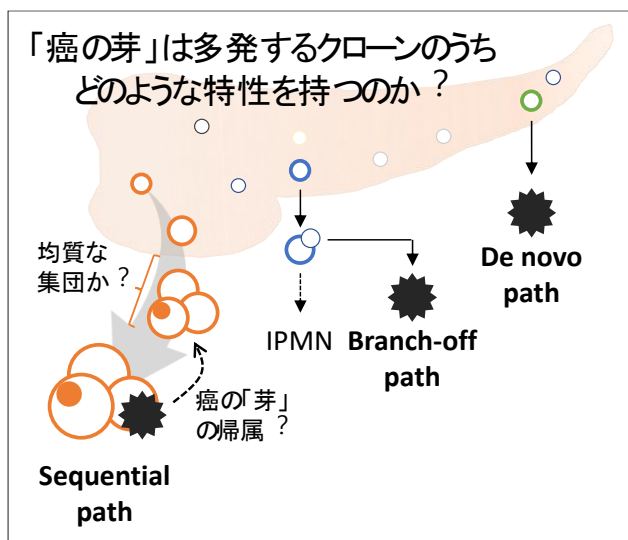 「癌の芽」は多発するクローンのうち
どのような特性を持つのか？
均質な
集団か？
癌の「芽」
の帰属？
Sequential
path
IPMN
Branch-off
path
De novo
path